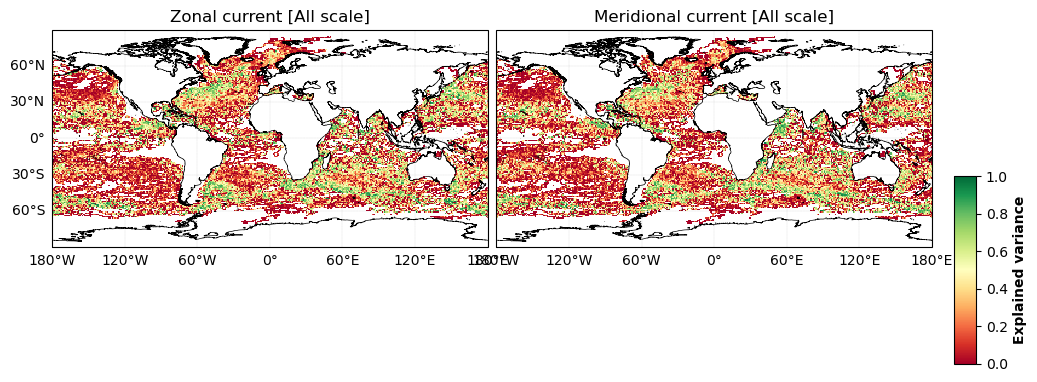 Zonal current [All scale]
Meridional current [All scale]
60°N
30°N
0°
30°S
60°S
180°W 120°W 60°W 0° 60°E 120°E 180°E
180°W 120°W 60°W 0° 60°E 120°E 180°E
1.0
0.8
0.6
0.4
0.2
0.0
Explained variance